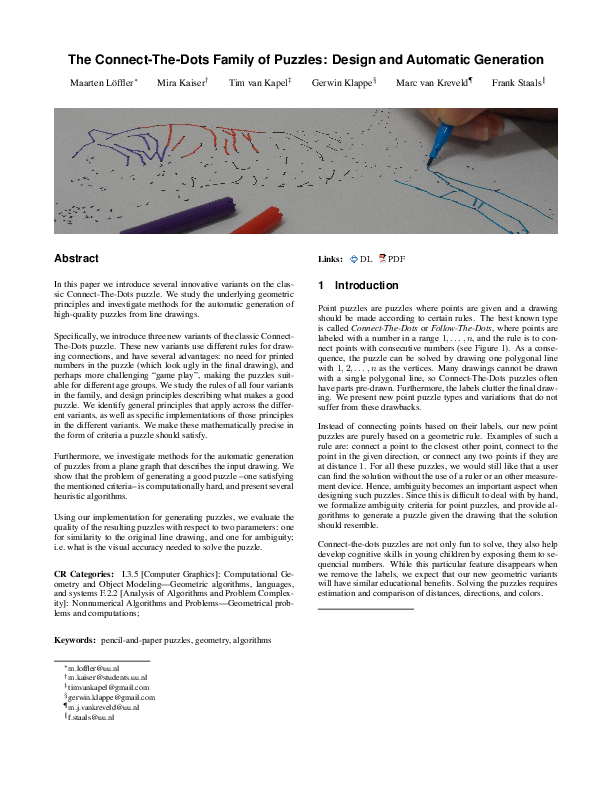 The Connect-The-Dots Family of Puzzles: Design and Automatic Generation
Maarten Löffler* Mira Kaiser† Tim van Kapel‡ Gerwin Klappe§ Marc van Kreveld¶ Frank Staals‖
Abstract
In this paper we introduce several innovative variants on the clas-
sic Connect-The-Dots puzzle. We study the underlying geometric
principles and investigate methods for the automatic generation of
high-quality puzzles from line drawings.
Specifically, we introduce three new variants of the classic Connect-
The-Dots puzzle. These new variants use different rules for draw-
ing connections, and have several advantages: no need for printed
numbers in the puzzle (which look ugly in the final drawing), and
perhaps more challenging “game play”, making the puzzles suit-
able for different age groups. We study the rules of all four variants
in the family, and design principles describing what makes a good
puzzle. We identify general principles that apply across the differ-
ent variants, as well as specific implementations of those principles
in the different variants. We make these mathematically precise in
the form of criteria a puzzle should satisfy.
Furthermore, we investigate methods for the automatic generation
of puzzles from a plane graph that describes the input drawing. We
show that the problem of generating a good puzzle –one satisfying
the mentioned criteria– is computationally hard, and present several
heuristic algorithms.
Using our implementation for generating puzzles, we evaluate the
quality of the resulting puzzles with respect to two parameters: one
for similarity to the original line drawing, and one for ambiguity;
i.e. what is the visual accuracy needed to solve the puzzle.
CR Categories: I.3.5 [Computer Graphics]: Computational Ge-
ometry and Object Modeling—Geometric algorithms, languages,
and systems F.2.2 [Analysis of Algorithms and Problem Complex-
ity]: Nonnumerical Algorithms and Problems—Geometrical prob-
lems and computations;
Keywords: pencil-and-paper puzzles, geometry, algorithms
*m.loffler@uu.nl
†m.kaiser@students.uu.nl
‡timvankapel@gmail.com
§gerwin.klappe@gmail.com
¶m.j.vankreveld@uu.nl
‖f.staals@uu.nl
Links: DL PDF
1 Introduction
Point puzzles are puzzles where points are given and a drawing
should be made according to certain rules. The best known type
is called Connect-The-Dots or Follow-The-Dots, where points are
labeled with a number in a range 1, . . . , n, and the rule is to con-
nect points with consecutive numbers (see Figure 1). As a conse-
quence, the puzzle can be solved by drawing one polygonal line
with 1, 2, . . . , n as the vertices. Many drawings cannot be drawn
with a single polygonal line, so Connect-The-Dots puzzles often
have parts pre-drawn. Furthermore, the labels clutter the final draw-
ing. We present new point puzzle types and variations that do not
suffer from these drawbacks.
Instead of connecting points based on their labels, our new point
puzzles are purely based on a geometric rule. Examples of such a
rule are: connect a point to the closest other point, connect to the
point in the given direction, or connect any two points if they are
at distance 1. For all these puzzles, we would still like that a user
can find the solution without the use of a ruler or an other measure-
ment device. Hence, ambiguity becomes an important aspect when
designing such puzzles. Since this is difficult to deal with by hand,
we formalize ambiguity criteria for point puzzles, and provide al-
gorithms to generate a puzzle given the drawing that the solution
should resemble.
Connect-the-dots puzzles are not only fun to solve, they also help
develop cognitive skills in young children by exposing them to se-
quential numbers. While this particular feature disappears when
we remove the labels, we expect that our new geometric variants
will have similar educational benefits. Solving the puzzles requires
estimation and comparison of distances, directions, and colors.